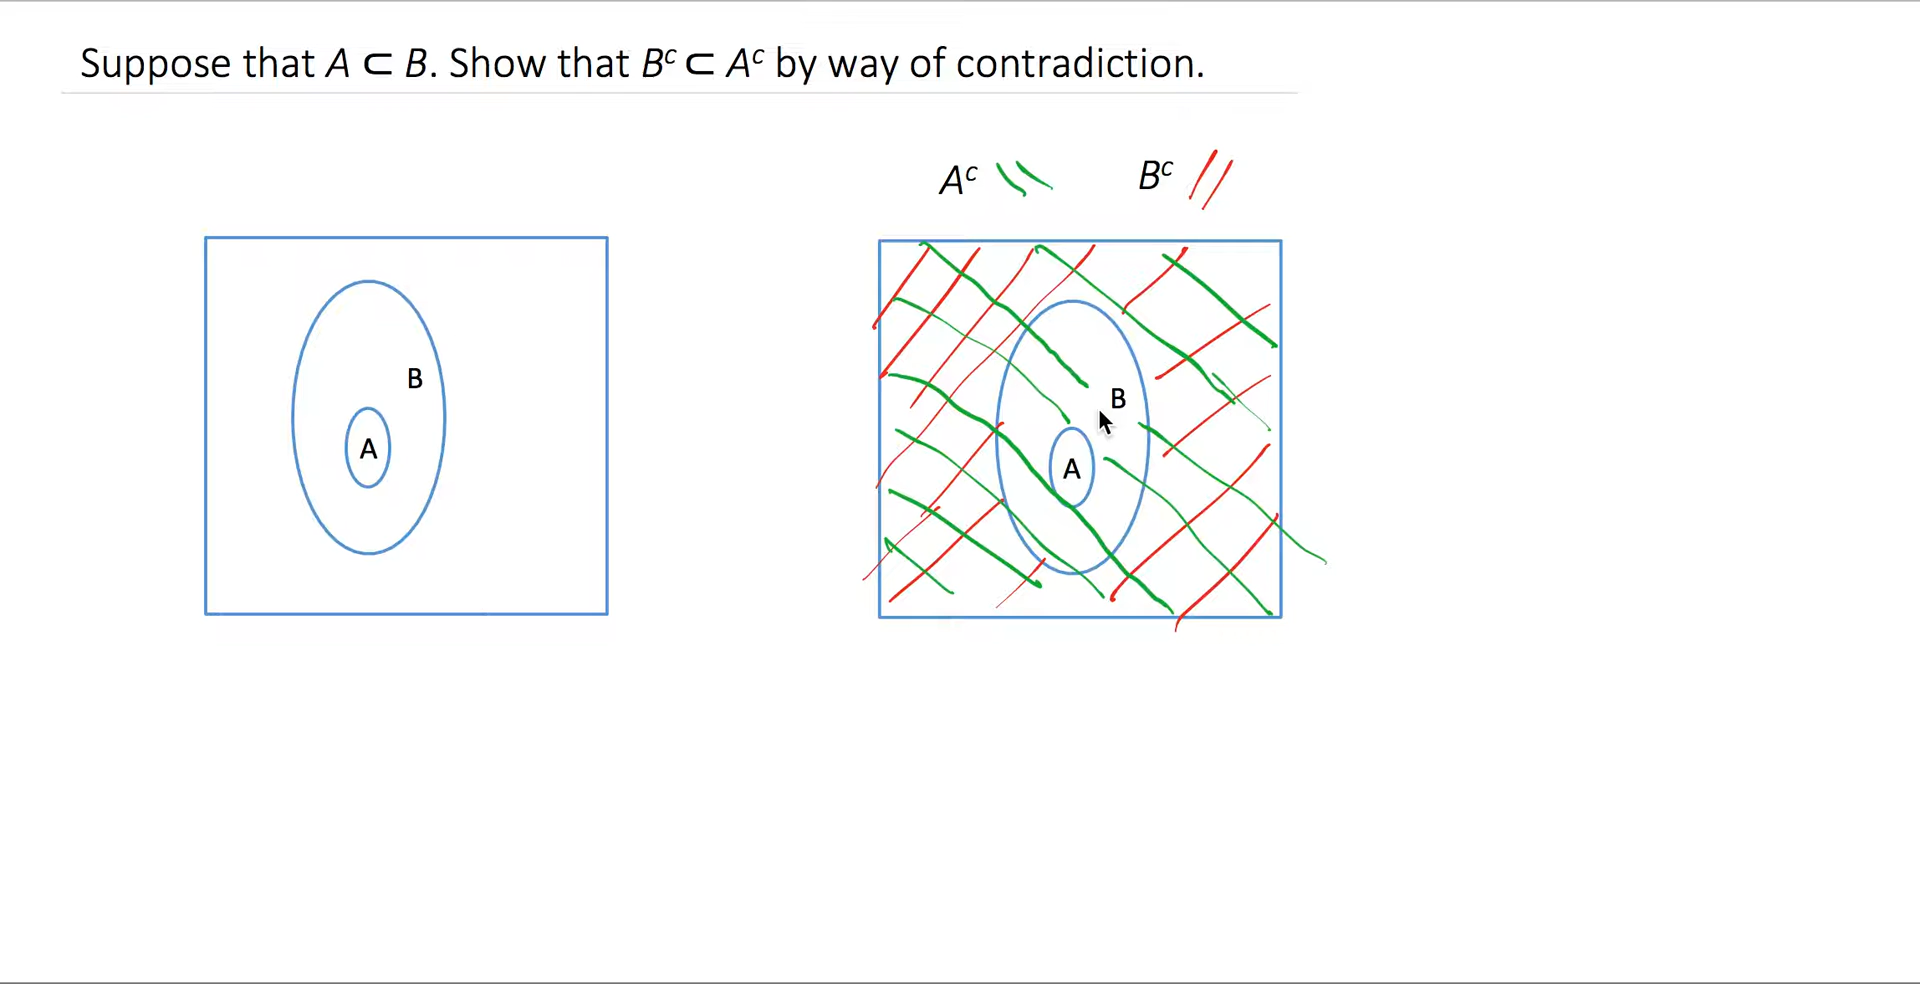 Suppose that A ⊂ B. Show that Bᶜ ⊂ Aᶜ by way of contradiction.
Aᶜ Bᶜ
B
A
B
A